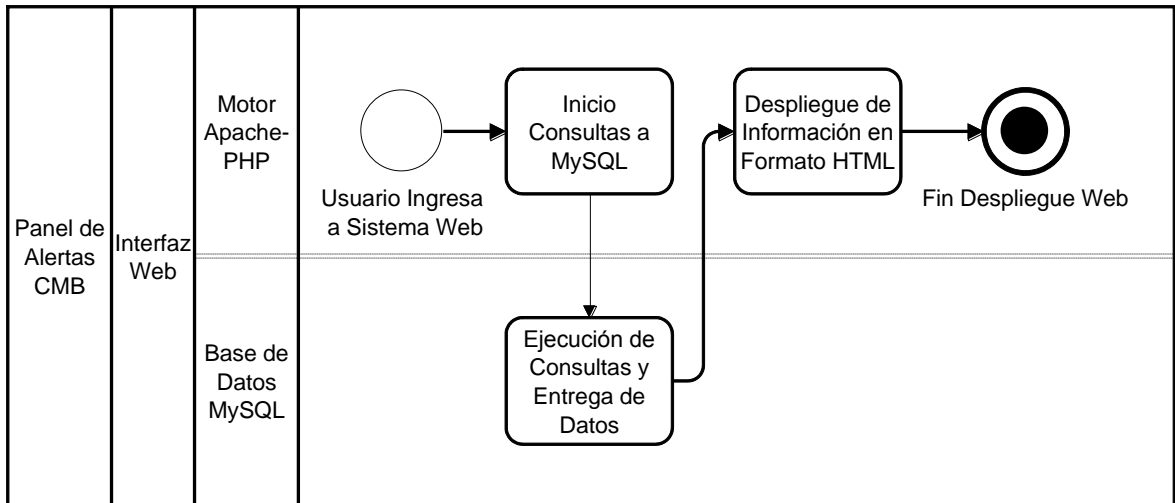 Panel de
Alertas
CMB
Interfaz
Web
Motor
Apache-
PHP
Usuario Ingresa
a Sistema Web
Inicio
Consultas a
MySQL
Despliegue de
Información en
Formato HTML
Fin Despliegue Web
Base de
Datos
MySQL
Ejecución de
Consultas y
Entrega de
Datos